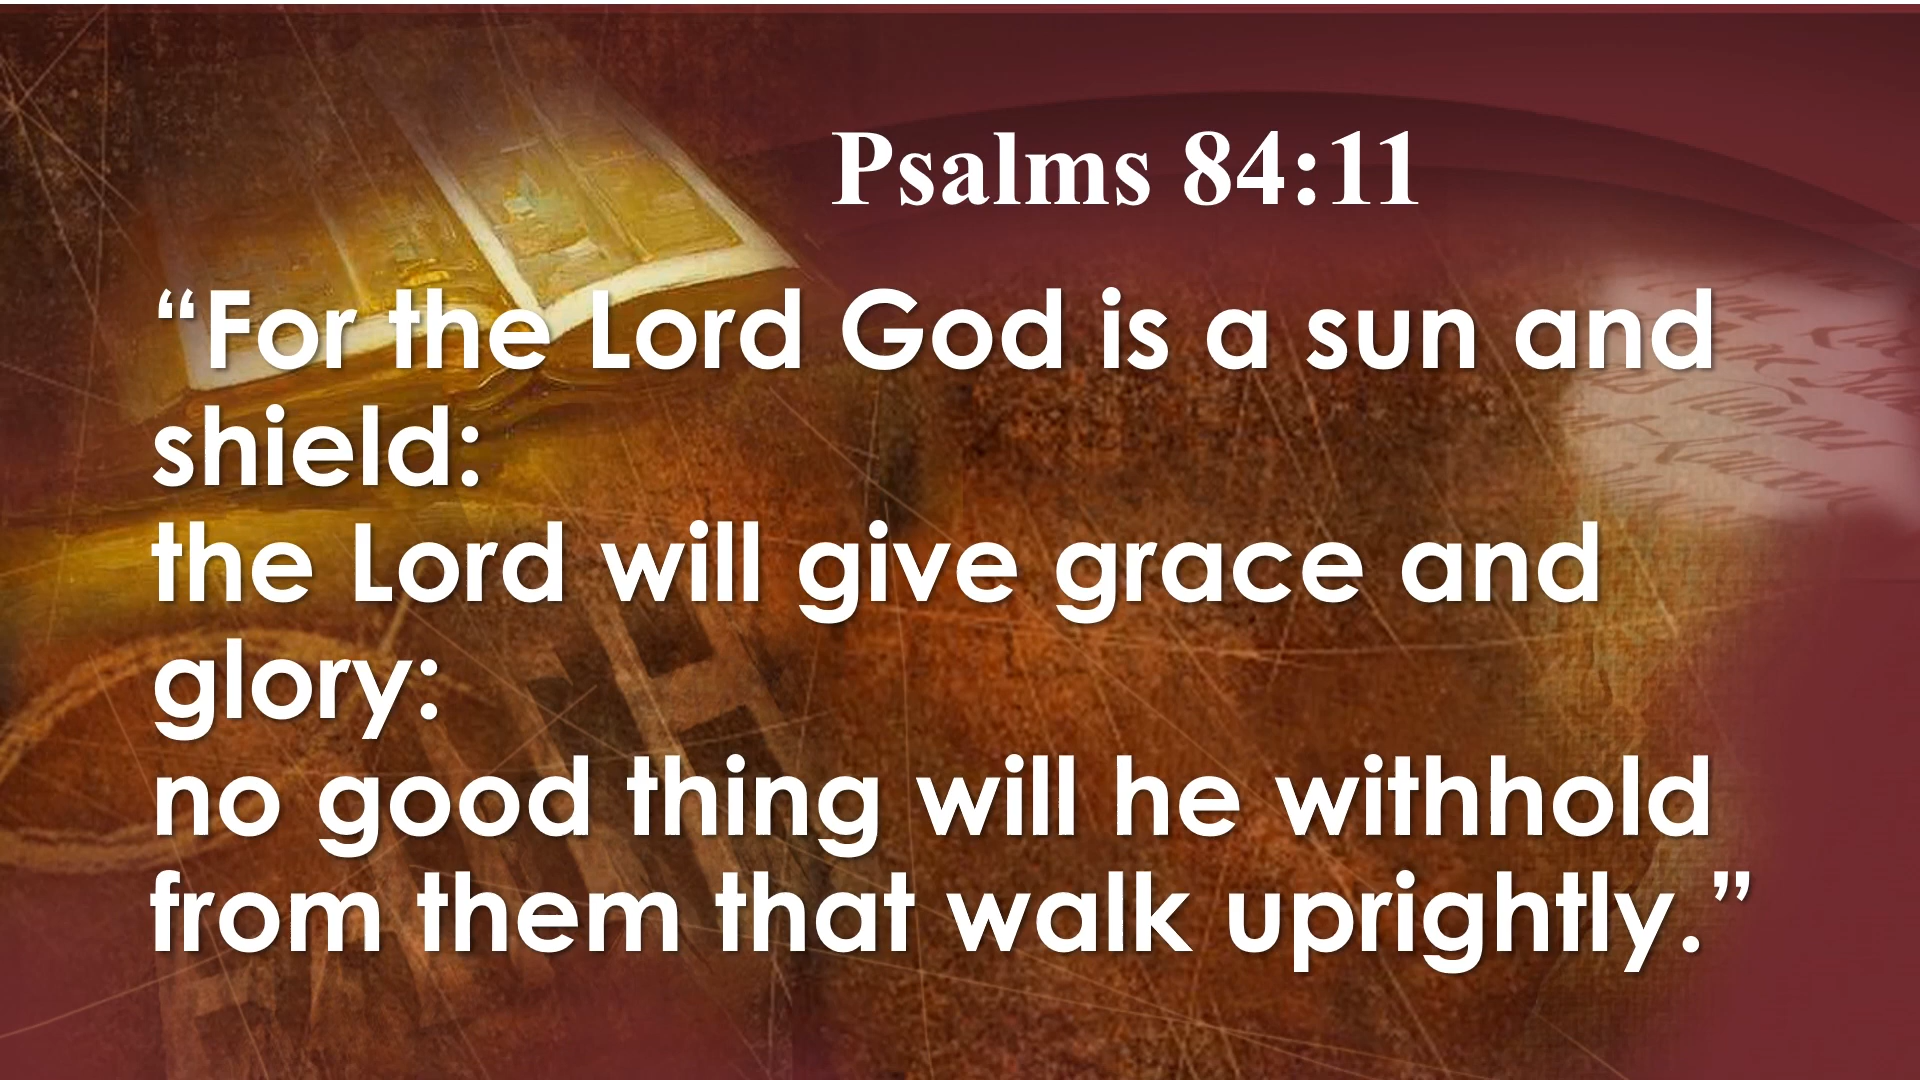 Psalms 84:11
“For the Lord God is a sun and
shield:
the Lord will give grace and
glory:
no good thing will he withhold
from them that walk uprightly.”